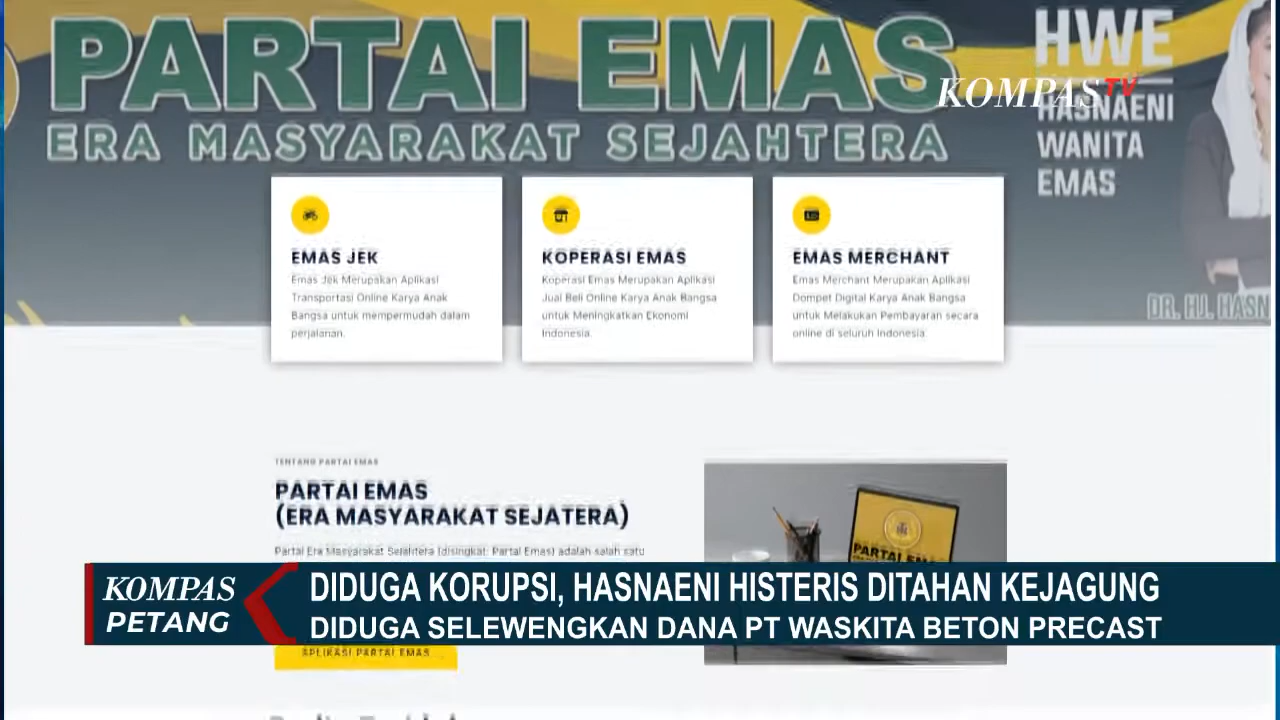 PARTAI EMAS
ERA MASYARAKAT SEJAHTERA
HWE
HASNAENI
WANITA
EMAS
KOMPAS TV
DR. HJ. HASN
EMAS JEK
Emas Jek Merupakan Aplikasi
Transportasi Online Karya Anak
Bangsa untuk mempermudah dalam
perjalanan.
KOPERASI EMAS
Koperasi Emas Merupakan Aplikasi
Jual Beli Online Karya Anak Bangsa
untuk Meningkatkan Ekonomi
Indonesia.
EMAS MERCHANT
Emas Merchant Merupakan Aplikasi
Dompet Digital Karya Anak Bangsa
untuk Melakukan Pembayaran secara
online di seluruh Indonesia.
TENTANG PARTAI EMAS
PARTAI EMAS
(ERA MASYARAKAT SEJATERA)
Partai Era Masyarakat Sejahtera (disingkat: Partai Emas) adalah salah satu
PARTAI EMAS
KOMPAS
PETANG
DIDUGA KORUPSI, HASNAENI HISTERIS DITAHAN KEJAGUNG
DIDUGA SELEWENGKAN DANA PT WASKITA BETON PRECAST
APLIKASI PARTAI EMAS